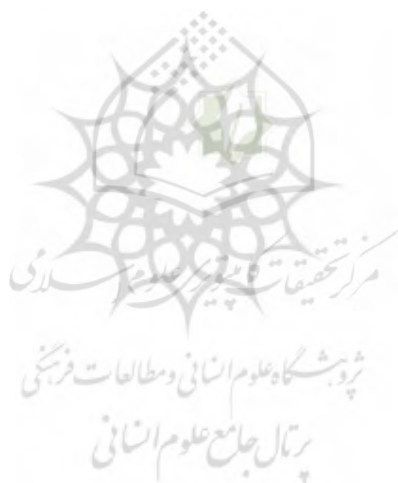 مرکز تحقیقات کامپیوتری علوم اسلامی
پژوهشگاه علوم انسانی و مطالعات فرهنگی
پرتال جامع علوم انسانی